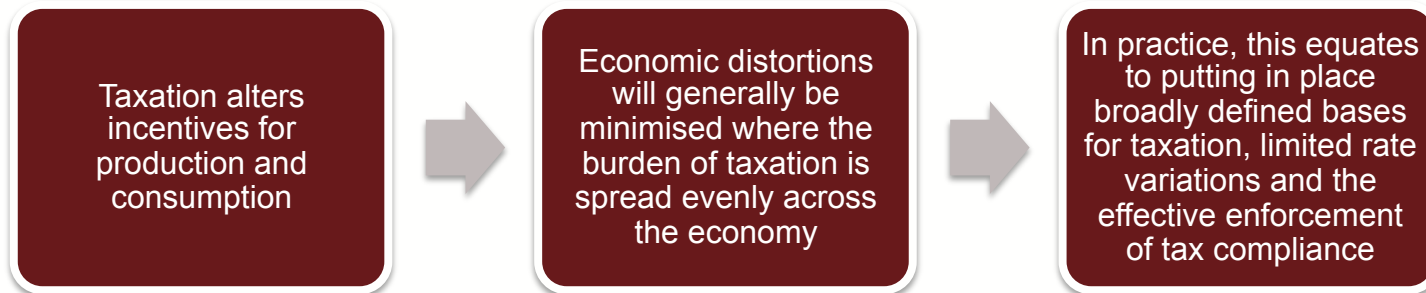 Taxation alters
incentives for
production and
consumption
Economic distortions
will generally be
minimised where the
burden of taxation is
spread evenly across
the economy
In practice, this equates
to putting in place
broadly defined bases
for taxation, limited rate
variations and the
effective enforcement
of tax compliance